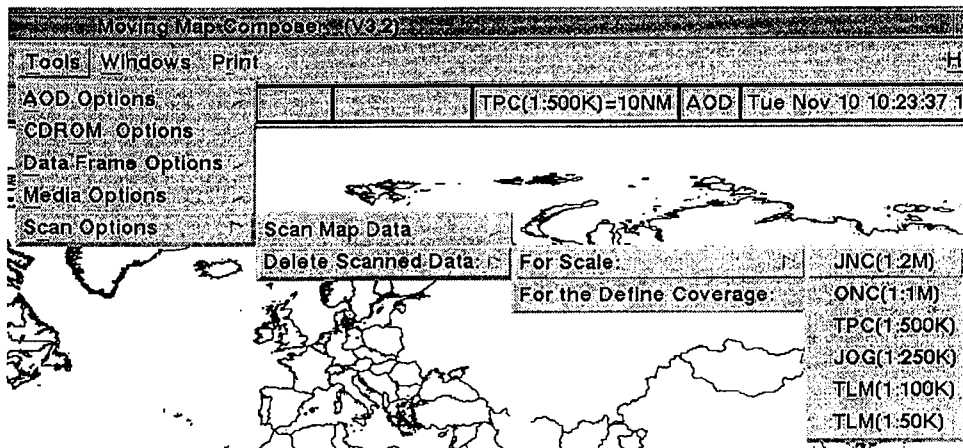 Moving Map Composer (V3.2)
Tools Windows Print H
AOD Options
CDROM Options
Data Frame Options
Media Options
Scan Options
TPC(1:500K)=10NM AOD Tue Nov 10 10:23:37 1
Scan Map Data
Delete Scanned Data:
For Scale:
For the Define Coverage:
JNC(1:2M)
ONC(1:1M)
TPC(1:500K)
JOG(1:250K)
TLM(1:100K)
TLM(1:50K)